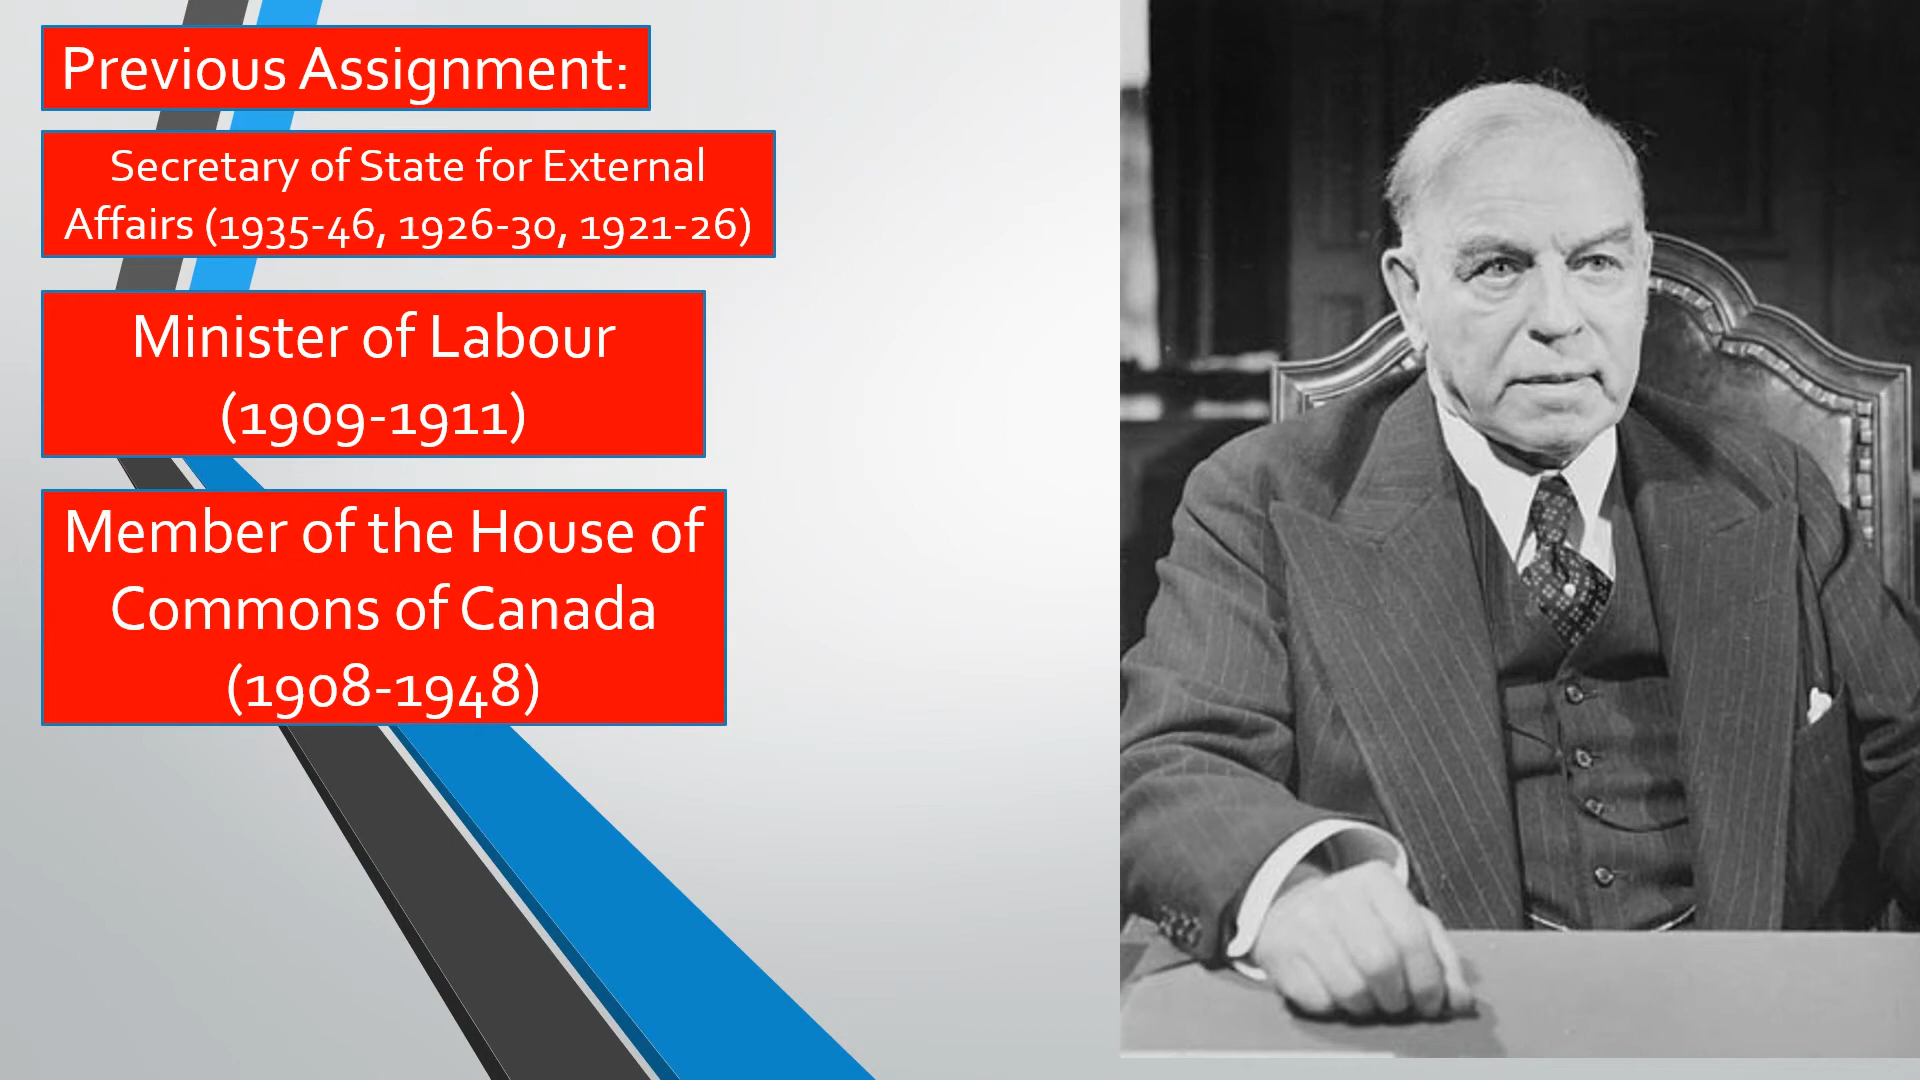 Previous Assignment:
Secretary of State for External
Affairs (1935-46, 1926-30, 1921-26)
Minister of Labour
(1909-1911)
Member of the House of
Commons of Canada
(1908-1948)